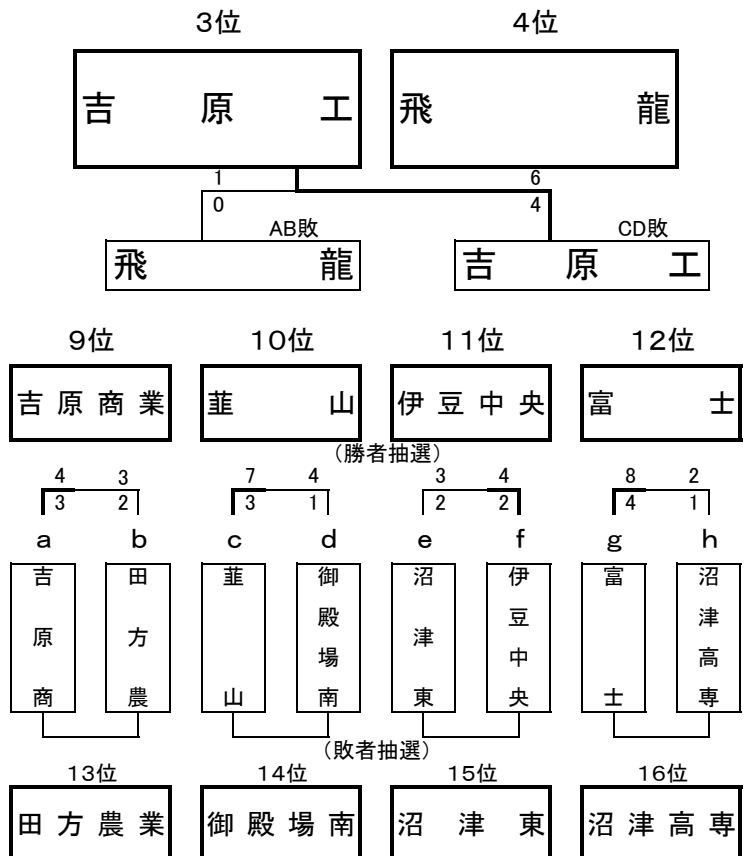 3位 4位
吉原工 飛龍
1 6
0 4
AB敗 CD敗
飛龍 吉原工
9位 10位 11位 12位
吉原商業 韮山 伊豆中央 富士
（勝者抽選）
4 3 7 4 3 4 8 2
3 2 3 1 2 2 4 1
a b c d e f g h
吉原商 田方農 韮山 御殿場南 沼津東 伊豆中央 富士 沼津高専
（敗者抽選）
13位 14位 15位 16位
田方農業 御殿場南 沼津東 沼津高専